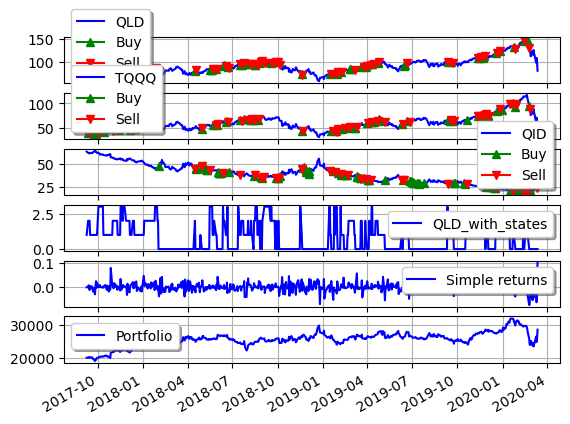 QLD
Buy
Sell
150
100
TQQQ
Buy
Sell
100
50
QID
Buy
Sell
50
25
QLD_with_states
2.5
0.0
Simple returns
0.1
0.0
Portfolio
30000
20000
2017-10 2018-01 2018-04 2018-07 2018-10 2019-01 2019-04 2019-07 2019-10 2020-01 2020-04